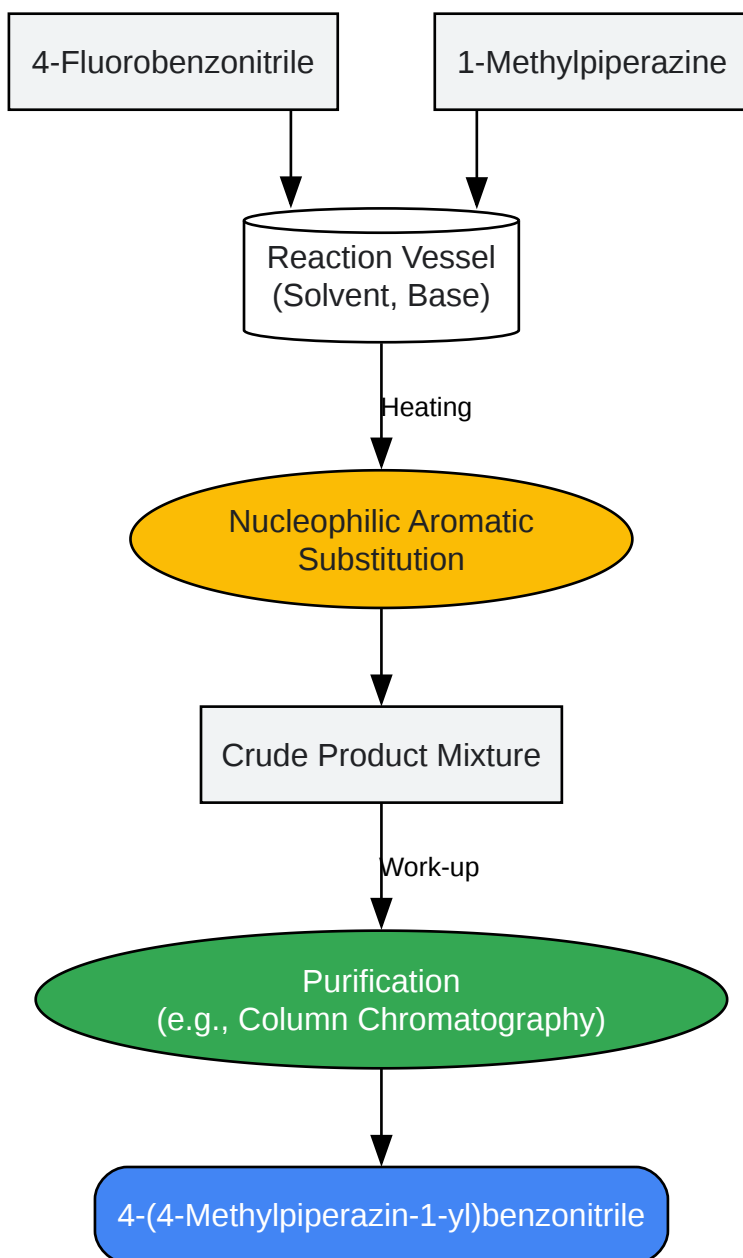 4-Fluorobenzonitrile
1-Methylpiperazine
Reaction Vessel
(Solvent, Base)
Heating
Nucleophilic Aromatic
Substitution
Crude Product Mixture
Work-up
Purification
(e.g., Column Chromatography)
4-(4-Methylpiperazin-1-yl)benzonitrile